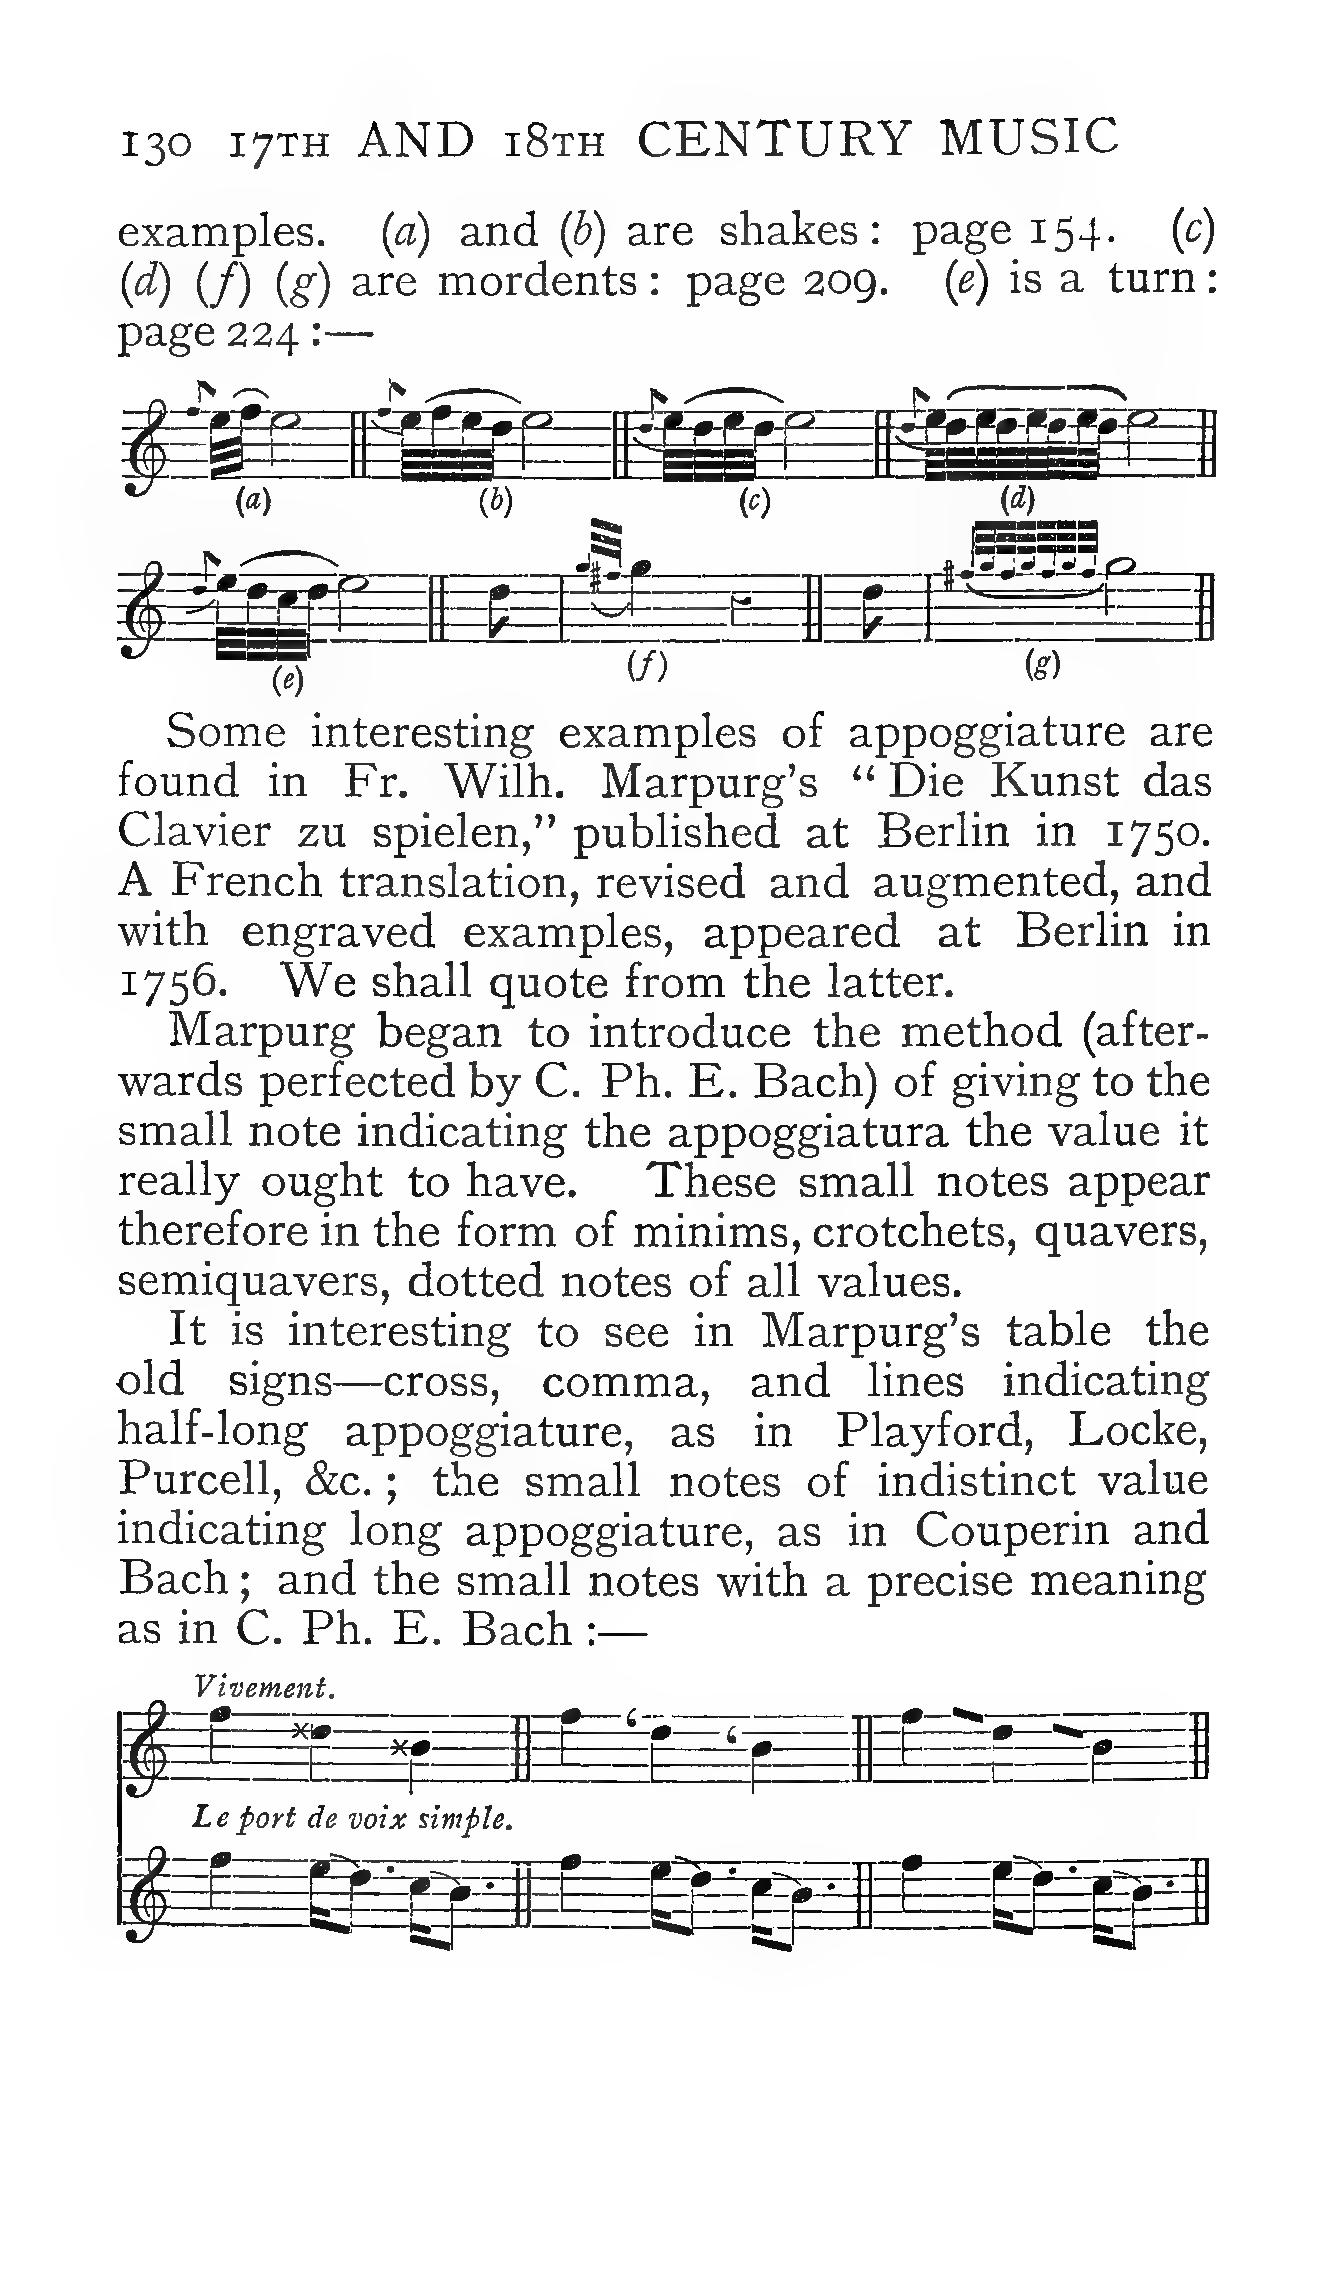 130 17TH AND 18TH CENTURY MUSIC
examples. (a) and (b) are shakes: page 154. (c)
(d) (f) (g) are mordents: page 209. (e) is a turn:
page 224:—
(a) (b) (c) (d)
(e) (f) (g)
Some interesting examples of appoggiature are
found in Fr. Wilh. Marpurg's “Die Kunst das
Clavier zu spielen,” published at Berlin in 1750.
A French translation, revised and augmented, and
with engraved examples, appeared at Berlin in
1756. We shall quote from the latter.
Marpurg began to introduce the method (after-
wards perfected by C. Ph. E. Bach) of giving to the
small note indicating the appoggiatura the value it
really ought to have. These small notes appear
therefore in the form of minims, crotchets, quavers,
semiquavers, dotted notes of all values.
It is interesting to see in Marpurg's table the
old signs—cross, comma, and lines indicating
half-long appoggiature, as in Playford, Locke,
Purcell, &c.; the small notes of indistinct value
indicating long appoggiature, as in Couperin and
Bach; and the small notes with a precise meaning
as in C. Ph. E. Bach:—
Vivement.
Le port de voix simple.